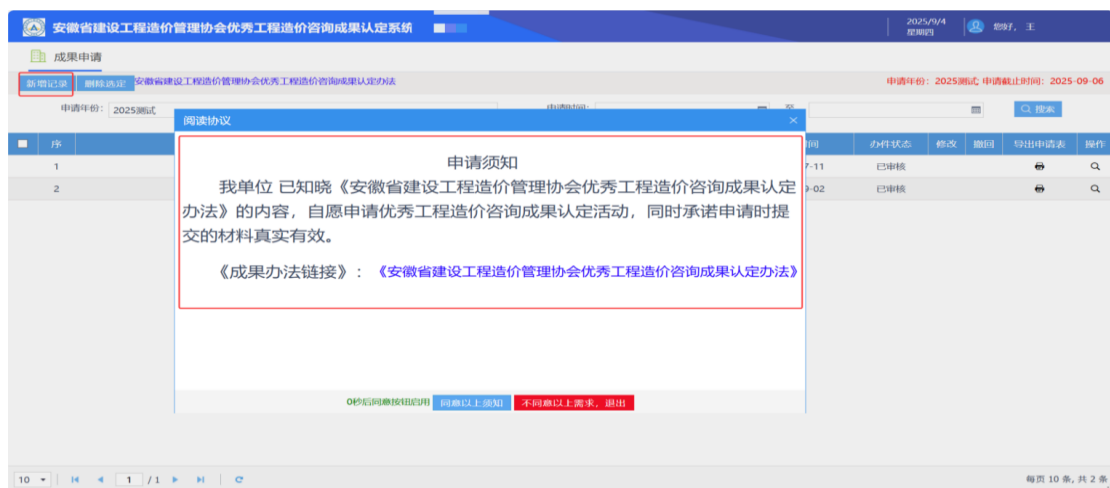 安徽省建设工程造价管理协会优秀工程造价咨询成果认定系统
2025/9/4
星期四
您好, 王
成果申请
新增记录 删除选定 安徽省建设工程造价管理协会优秀工程造价咨询成果认定办法
申请年份：2025测试; 申请截止时间：2025-09-06
申请年份： 2025测试 申请时间： 至 搜索
阅读协议 ×
序 办件状态 修改 撤回 导出申请表 操作
1 7-11 已审核
2 9-02 已审核
申请须知
我单位 已知晓《安徽省建设工程造价管理协会优秀工程造价咨询成果认定
办法》的内容，自愿申请优秀工程造价咨询成果认定活动，同时承诺申请时提
交的材料真实有效。
《成果办法链接》： 《安徽省建设工程造价管理协会优秀工程造价咨询成果认定办法》
0秒后同意按钮启用 同意以上须知 不同意以上需求，退出
10 1 / 1 每页 10 条, 共 2 条